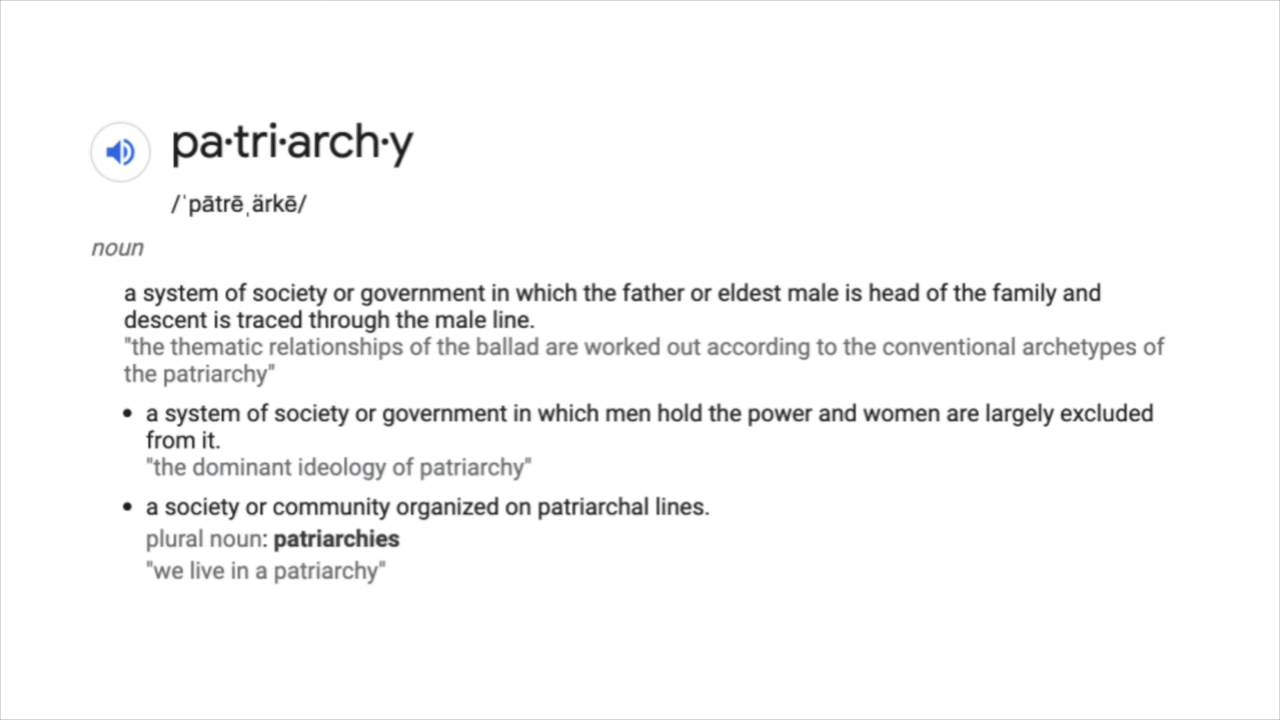 pa·tri·arch·y
/ˈpātrēˌärkē/
noun
a system of society or government in which the father or eldest male is head of the family and
descent is traced through the male line.
"the thematic relationships of the ballad are worked out according to the conventional archetypes of
the patriarchy"
• a system of society or government in which men hold the power and women are largely excluded
from it.
"the dominant ideology of patriarchy"
• a society or community organized on patriarchal lines.
plural noun: patriarchies
"we live in a patriarchy"